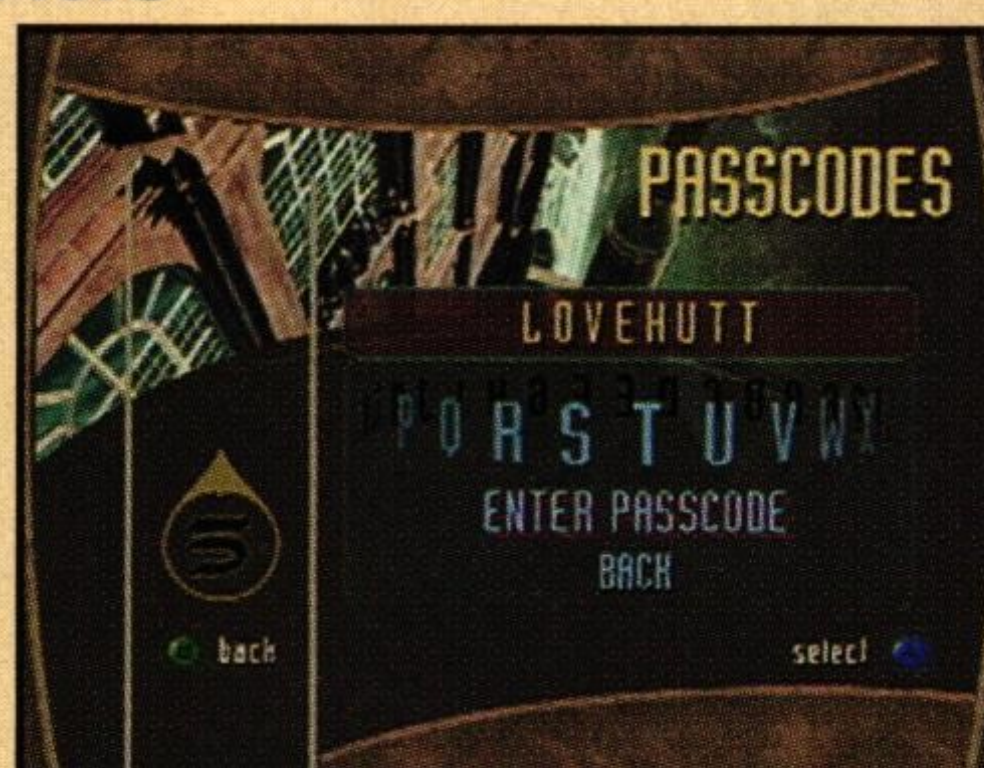 PASSCODES
LOVEHUTT
P Q R S T U V W X
ENTER PASSCODE
BACK
back
select